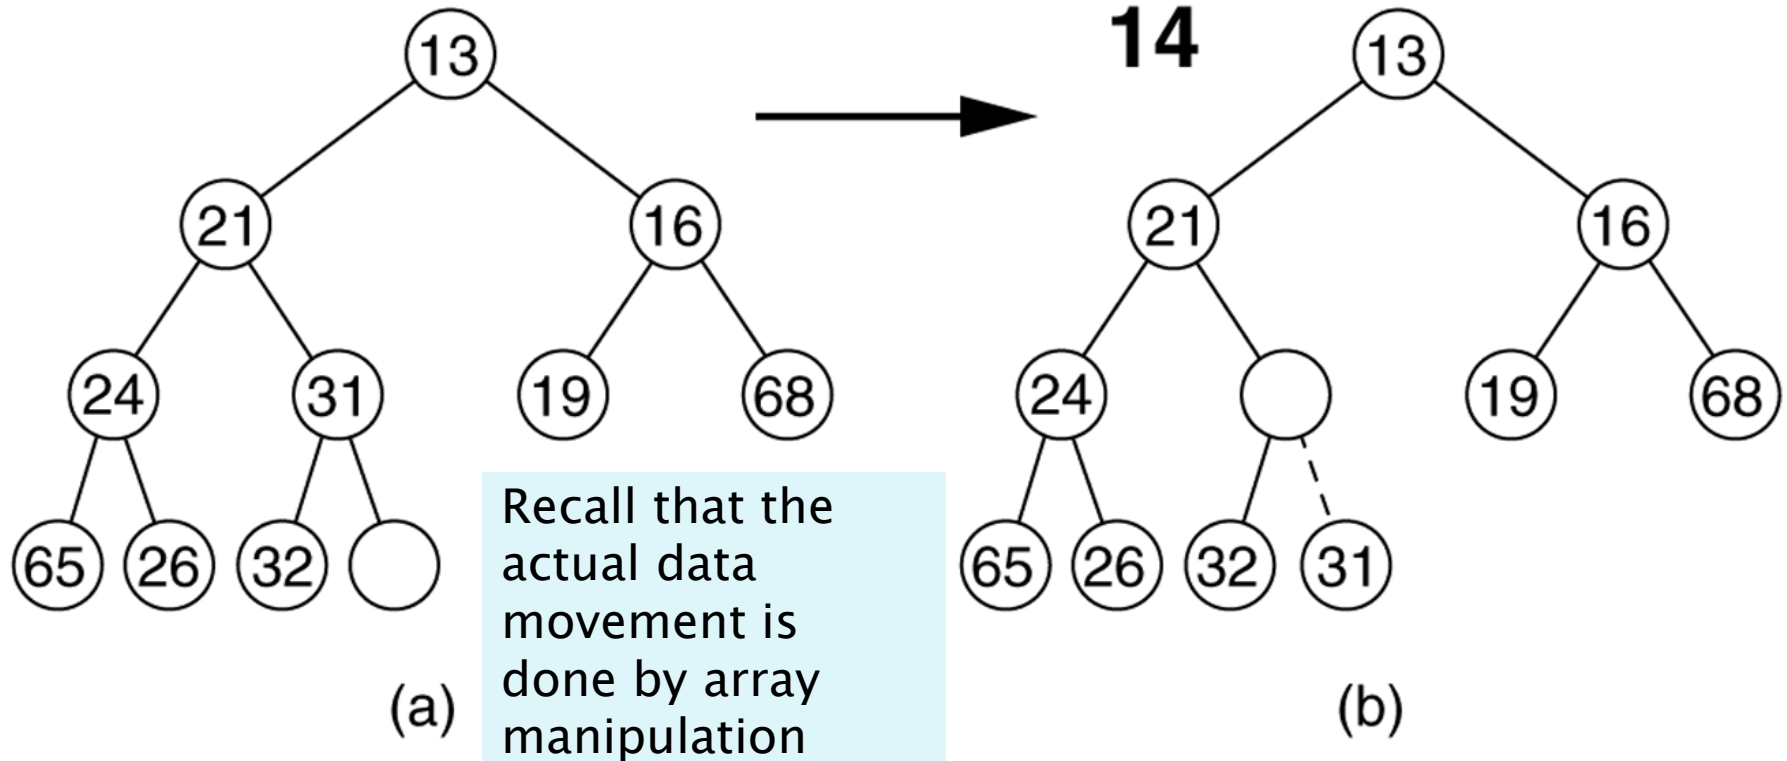 13
21 16
24 31 19 68
65 26 32
(a)
Recall that the
actual data
movement is
done by array
manipulation
14
13
21 16
24 19 68
65 26 32 31
(b)